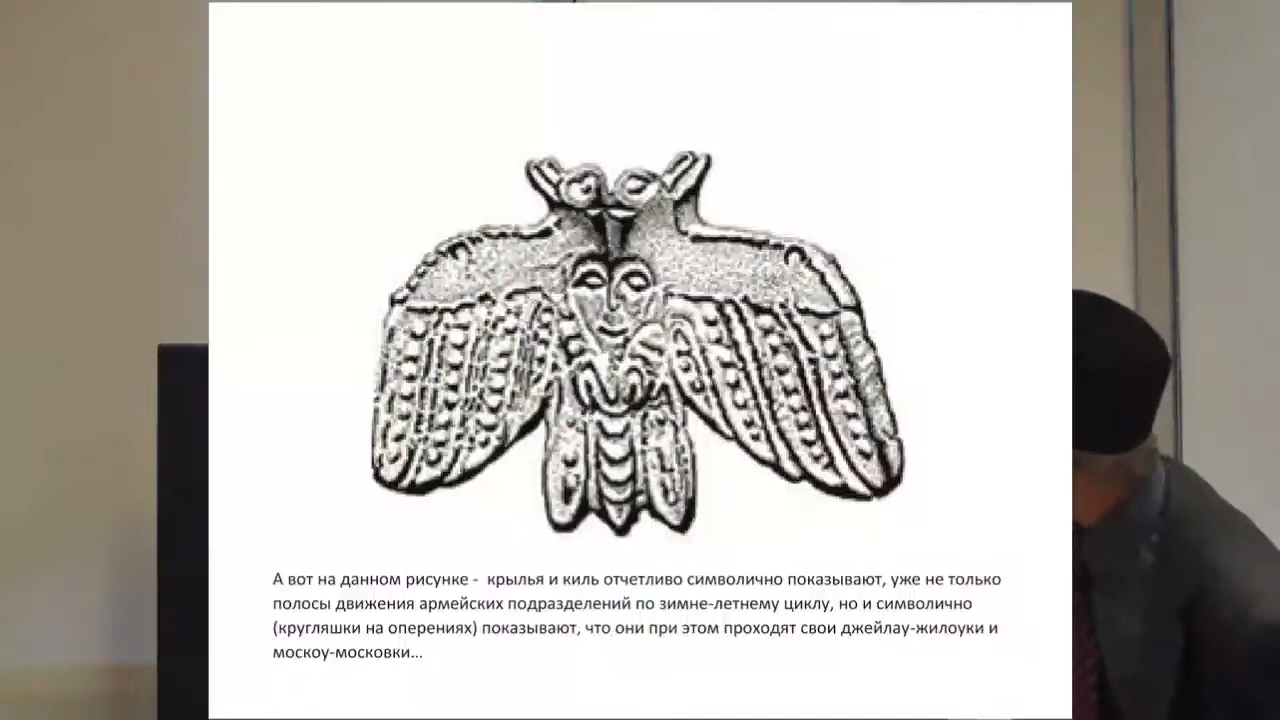 А вот на данном рисунке - крылья и киль отчетливо символично показывают, уже не только
полосы движения армейских подразделений по зимне-летнему циклу, но и символично
(кругляшки на оперениях) показывают, что они при этом проходят свои джейлау-жилоуки и
москоу-московки...